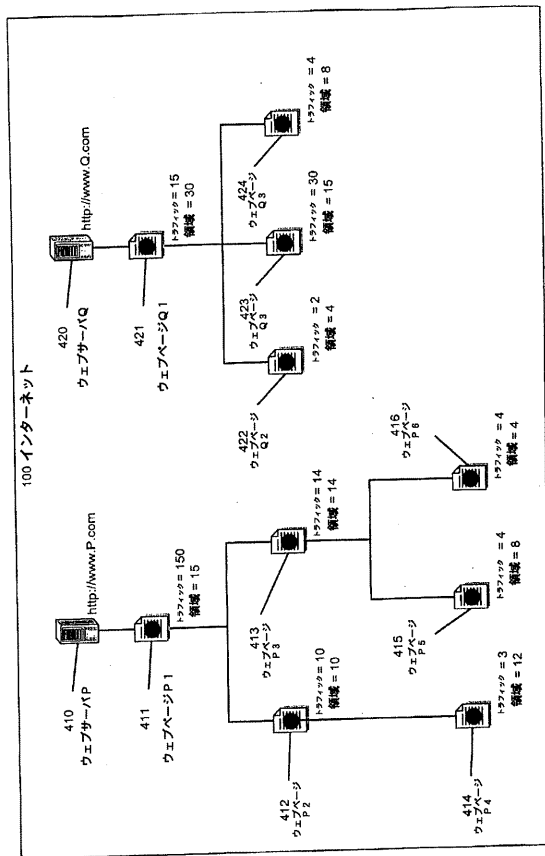 100 インターネット
410
ウェブサーバP
http://www.P.com
411
ウェブページP1
トラフィック = 150
領域 = 15
412
ウェブページ
P2
トラフィック = 10
領域 = 10
413
ウェブページ
P3
トラフィック = 14
領域 = 14
414
ウェブページ
P4
トラフィック = 3
領域 = 12
415
ウェブページ
P5
トラフィック = 4
領域 = 8
416
ウェブページ
P6
トラフィック = 4
領域 = 4
420
ウェブサーバQ
http://www.Q.com
421
ウェブページQ1
トラフィック = 15
領域 = 30
422
ウェブページ
Q2
トラフィック = 2
領域 = 4
423
ウェブページ
Q3
トラフィック = 30
領域 = 15
424
ウェブページ
Q3
トラフィック = 4
領域 = 8